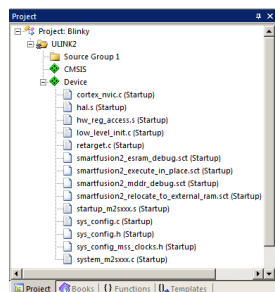 Project
Project: Blinky
ULINK2
Source Group 1
CMSIS
Device
cortex_nvic.c (Startup)
hal.s (Startup)
hw_reg_access.s (Startup)
low_level_init.c (Startup)
retarget.c (Startup)
smartfusion2_esram_debug.sct (Startup)
smartfusion2_execute_in_place.sct (Startup)
smartfusion2_mddr_debug.sct (Startup)
smartfusion2_relocate_to_external_ram.sct (Startup)
startup_m2sxxx.s (Startup)
sys_config.c (Startup)
sys_config.h (Startup)
sys_config_mss_clocks.h (Startup)
system_m2sxxx.c (Startup)
Project Books {} Functions Templates